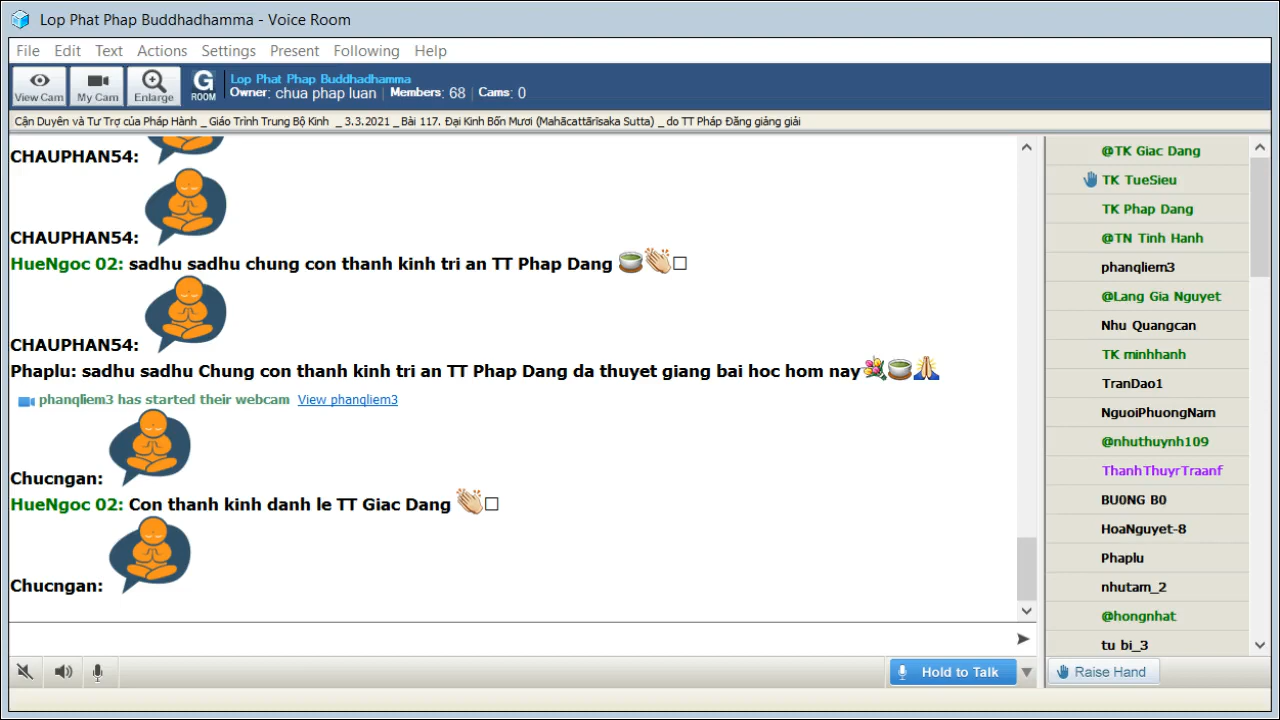 Lop Phat Phap Buddhadhamma - Voice Room
File Edit Text Actions Settings Present Following Help
View Cam My Cam Enlarge G ROOM
Lop Phat Phap Buddhadhamma
Owner: chua phap luan | Members: 68 | Cams: 0
Cận Duyên và Tư Trợ của Pháp Hành _ Giáo Trình Trung Bộ Kinh _ 3.3.2021 _ Bài 117. Đại Kinh Bốn Mươi (Mahācattārīsaka Sutta) _ do TT Pháp Đăng giảng giải
CHAUPHAN54:
CHAUPHAN54:
HueNgoc 02: sadhu sadhu chung con thanh kinh tri an TT Phap Dang 🍵👏□
CHAUPHAN54:
Phaplu: sadhu sadhu Chung con thanh kinh tri an TT Phap Dang da thuyet giang bai hoc hom nay💐🍵🙏
phanqliem3 has started their webcam View phanqliem3
Chucngan:
HueNgoc 02: Con thanh kinh danh le TT Giac Dang 👏□
Chucngan:
@TK Giac Dang
TK TueSieu
TK Phap Dang
@TN Tinh Hanh
phanqliem3
@Lang Gia Nguyet
Nhu Quangcan
TK minhhanh
TranDao1
NguoiPhuongNam
@nhuthuynh109
ThanhThuyrTraanf
BU0NG B0
HoaNguyet-8
Phaplu
nhutam_2
@hongnhat
tu bi_3
Hold to Talk
Raise Hand